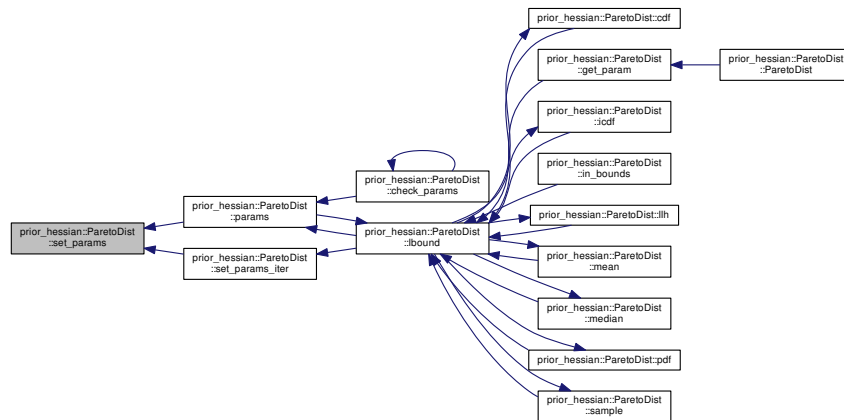 prior_hessian::ParetoDist
::set_params
prior_hessian::ParetoDist
::params
prior_hessian::ParetoDist
::set_params_iter
prior_hessian::ParetoDist
::check_params
prior_hessian::ParetoDist
::lbound
prior_hessian::ParetoDist::cdf
prior_hessian::ParetoDist
::get_param
prior_hessian::ParetoDist
::ParetoDist
prior_hessian::ParetoDist
::icdf
prior_hessian::ParetoDist
::in_bounds
prior_hessian::ParetoDist::llh
prior_hessian::ParetoDist
::mean
prior_hessian::ParetoDist
::median
prior_hessian::ParetoDist::pdf
prior_hessian::ParetoDist
::sample